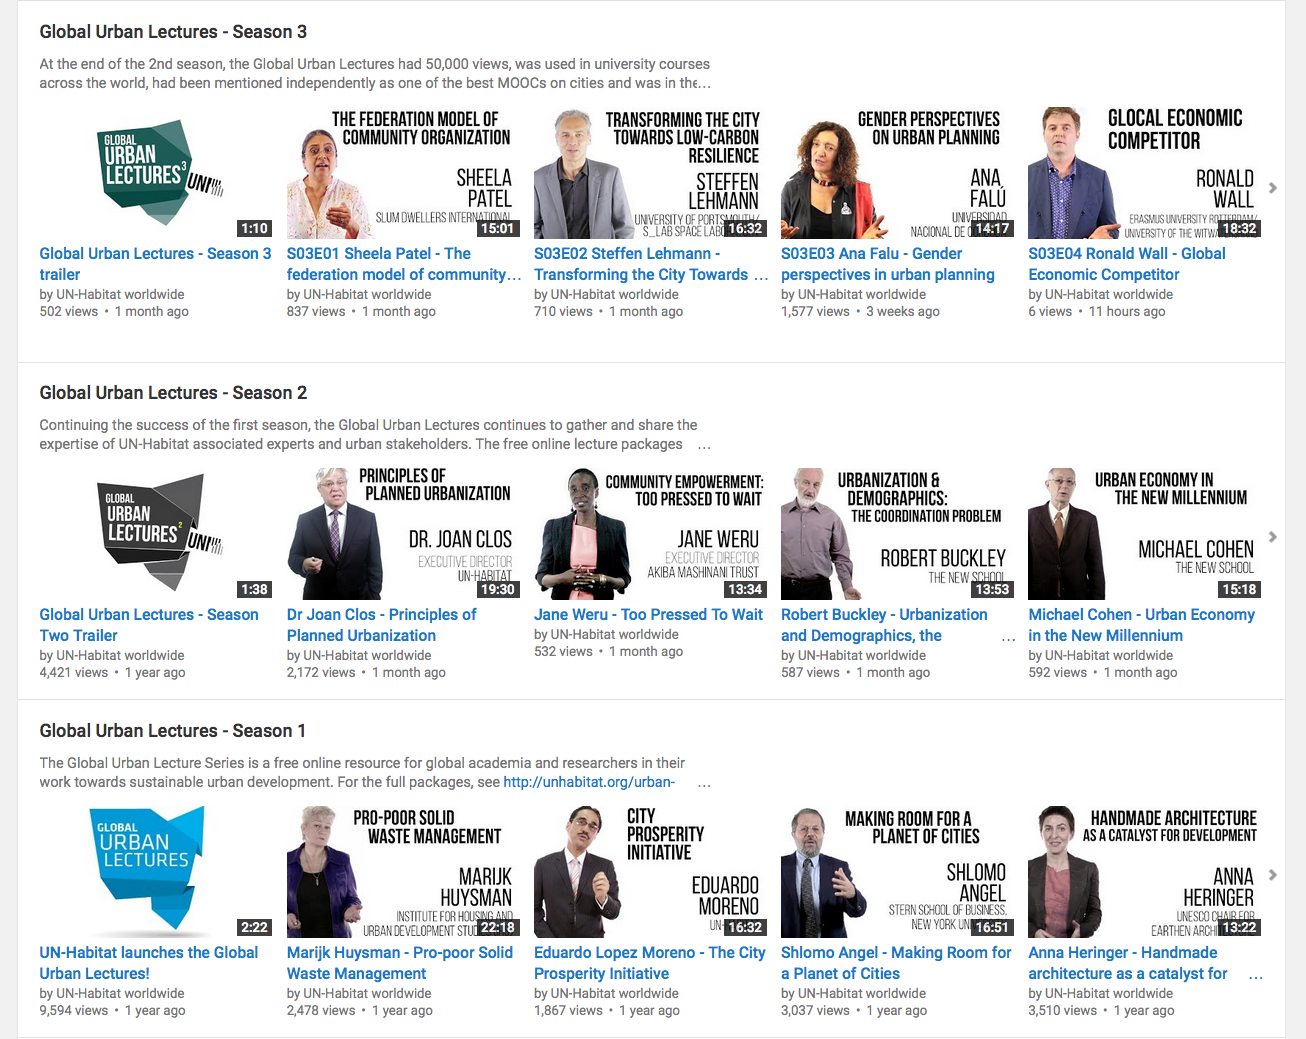 Global Urban Lectures - Season 3
At the end of the 2nd season, the Global Urban Lectures had 50,000 views, was used in university courses
across the world, had been mentioned independently as one of the best MOOCs on cities and was in the…
GLOBAL
URBAN
LECTURES 3
UNI
1:10
THE FEDERATION MODEL OF
COMMUNITY ORGANIZATION
SHEELA
PATEL
SLUM DWELLERS INTERNATIONAL
15:01
TRANSFORMING THE CITY
TOWARDS LOW-CARBON
RESILIENCE
STEFFEN
LEHMANN
UNIVERSITY OF PORTSMOUTH/
S_LAB SPACE
16:32
GENDER PERSPECTIVES
ON URBAN PLANNING
ANA
FALÚ
UNIVERSIDAD
NACIONAL DE
14:17
GLOCAL ECONOMIC
COMPETITOR
RONALD
WALL
ERASMUS UNIVERSITY ROTTERDAM/
UNIVERSITY OF THE
18:32
Global Urban Lectures - Season 3
trailer
by UN-Habitat worldwide
502 views • 1 month ago
S03E01 Sheela Patel - The
federation model of community…
by UN-Habitat worldwide
837 views • 1 month ago
S03E02 Steffen Lehmann -
Transforming the City Towards …
by UN-Habitat worldwide
710 views • 1 month ago
S03E03 Ana Falu - Gender
perspectives in urban planning
by UN-Habitat worldwide
1,577 views • 3 weeks ago
S03E04 Ronald Wall - Global
Economic Competitor
by UN-Habitat worldwide
6 views • 11 hours ago
Global Urban Lectures - Season 2
Continuing the success of the first season, the Global Urban Lectures continues to gather and share the
expertise of UN-Habitat associated experts and urban stakeholders. The free online lecture packages …
GLOBAL
URBAN
LECTURES 2
UNI
1:38
PRINCIPLES OF
PLANNED URBANIZATION
DR. JOAN CLOS
EXECUTIVE DIRECTOR
UN-HABITAT
19:30
COMMUNITY EMPOWERMENT:
TOO PRESSED TO WAIT
JANE WERU
EXECUTIVE DIRECTOR
AKIBA MASHINANI TRUST
13:34
URBANIZATION &
DEMOGRAPHICS:
THE COORDINATION PROBLEM
ROBERT BUCKLEY
THE NEW SCHOOL
13:53
URBAN ECONOMY IN
THE NEW MILLENNIUM
MICHAEL COHEN
THE NEW SCHOOL
15:18
Global Urban Lectures - Season
Two Trailer
by UN-Habitat worldwide
4,421 views • 1 year ago
Dr Joan Clos - Principles of
Planned Urbanization
by UN-Habitat worldwide
2,172 views • 1 month ago
Jane Weru - Too Pressed To Wait
by UN-Habitat worldwide
532 views • 1 month ago
Robert Buckley - Urbanization
and Demographics, the …
by UN-Habitat worldwide
587 views • 1 month ago
Michael Cohen - Urban Economy
in the New Millennium
by UN-Habitat worldwide
592 views • 1 month ago
Global Urban Lectures - Season 1
The Global Urban Lecture Series is a free online resource for global academia and researchers in their
work towards sustainable urban development. For the full packages, see http://unhabitat.org/urban- …
GLOBAL
URBAN
LECTURES
2:22
PRO-POOR SOLID
WASTE MANAGEMENT
MARIJK
HUYSMAN
INSTITUTE FOR HOUSING AND
URBAN DEVELOPMENT
22:18
CITY
PROSPERITY
INITIATIVE
EDUARDO
MORENO
UN-
16:32
MAKING ROOM FOR A
PLANET OF CITIES
SHLOMO
ANGEL
STERN SCHOOL OF BUSINESS,
NEW YORK
16:51
HANDMADE ARCHITECTURE
AS A CATALYST FOR DEVELOPMENT
ANNA
HERINGER
UNESCO CHAIR FOR
EARTHEN
13:22
UN-Habitat launches the Global
Urban Lectures!
by UN-Habitat worldwide
9,594 views • 1 year ago
Marijk Huysman - Pro-poor Solid
Waste Management
by UN-Habitat worldwide
2,478 views • 1 year ago
Eduardo Lopez Moreno - The City
Prosperity Initiative
by UN-Habitat worldwide
1,867 views • 1 year ago
Shlomo Angel - Making Room for
a Planet of Cities
by UN-Habitat worldwide
3,037 views • 1 year ago
Anna Heringer - Handmade
architecture as a catalyst for …
by UN-Habitat worldwide
3,510 views • 1 year ago